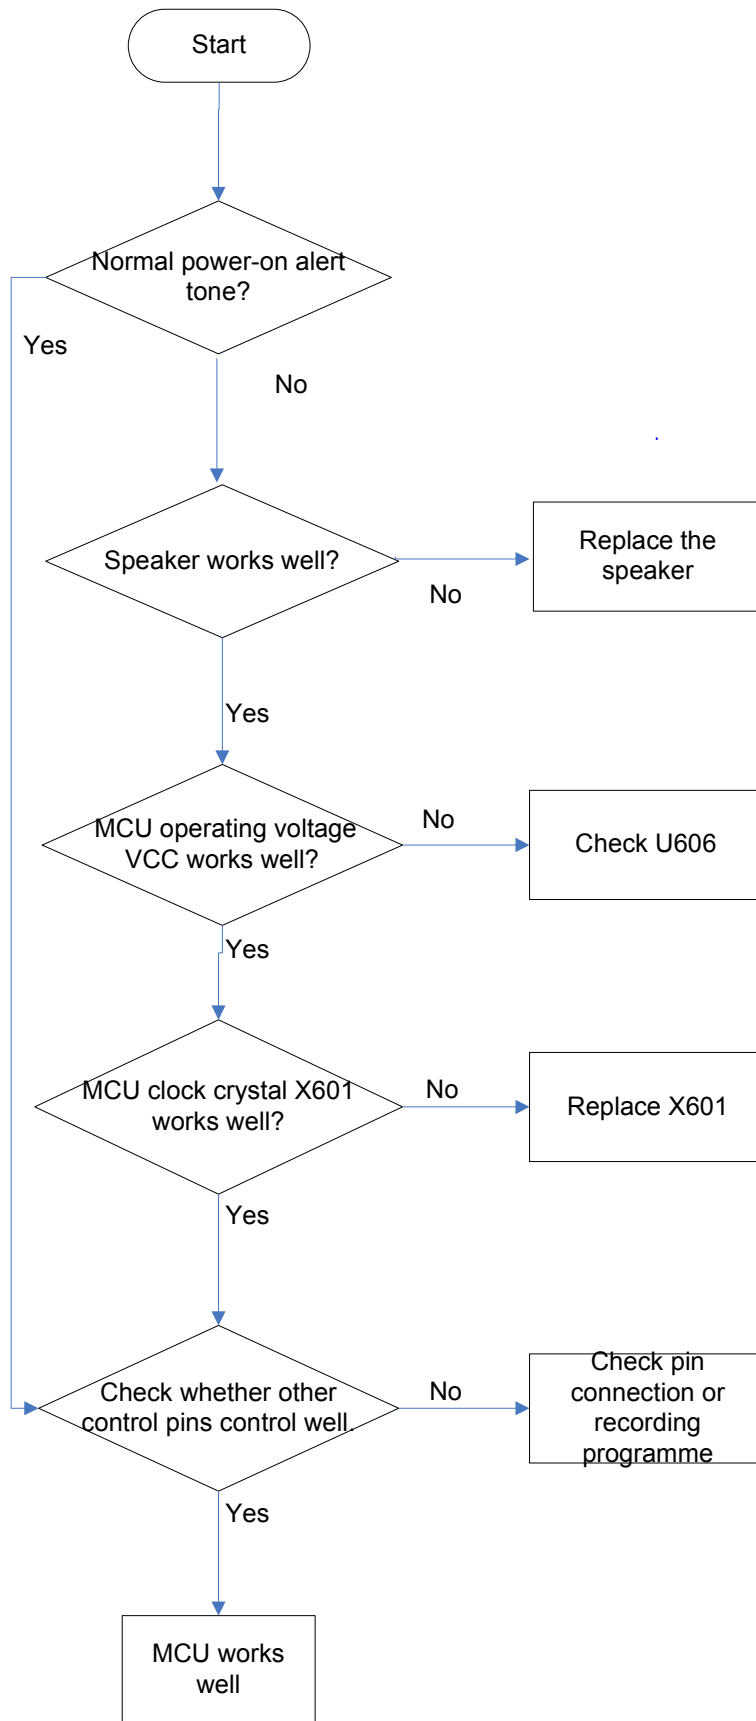 Start
Normal power-on alert
tone?
Yes
No
Speaker works well?
No
Replace the
speaker
Yes
MCU operating voltage
VCC works well?
No
Check U606
Yes
MCU clock crystal X601
works well?
No
Replace X601
Yes
Check whether other
control pins control well.
No
Check pin
connection or
recording
programme
Yes
MCU works
well